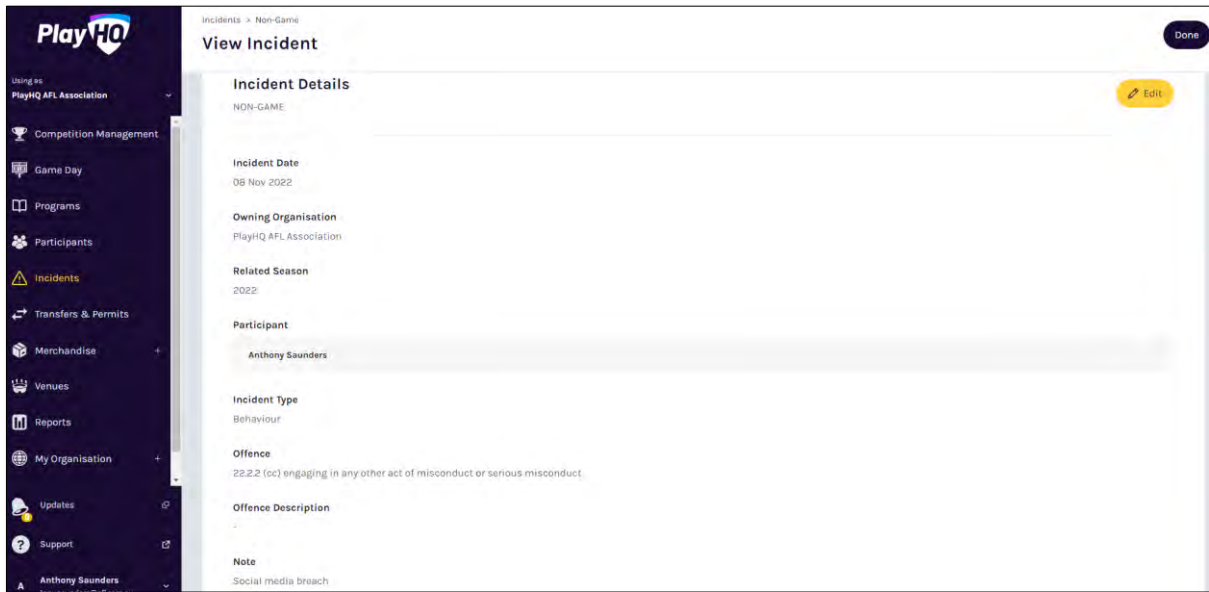 PlayHQ
Using as
PlayHQ AFL Association
Competition Management
Game Day
Programs
Participants
Incidents
Transfers & Permits
Merchandise +
Venues
Reports
My Organisation +
Updates
Support
A Anthony Saunders
Incidents > Non-Game
View Incident
Done
Incident Details
NON-GAME
Edit
Incident Date
08 Nov 2022
Owning Organisation
PlayHQ AFL Association
Related Season
2022
Participant
Anthony Saunders
Incident Type
Behaviour
Offence
22.2.2 (cc) engaging in any other act of misconduct or serious misconduct
Offence Description
-
Note
Social media breach